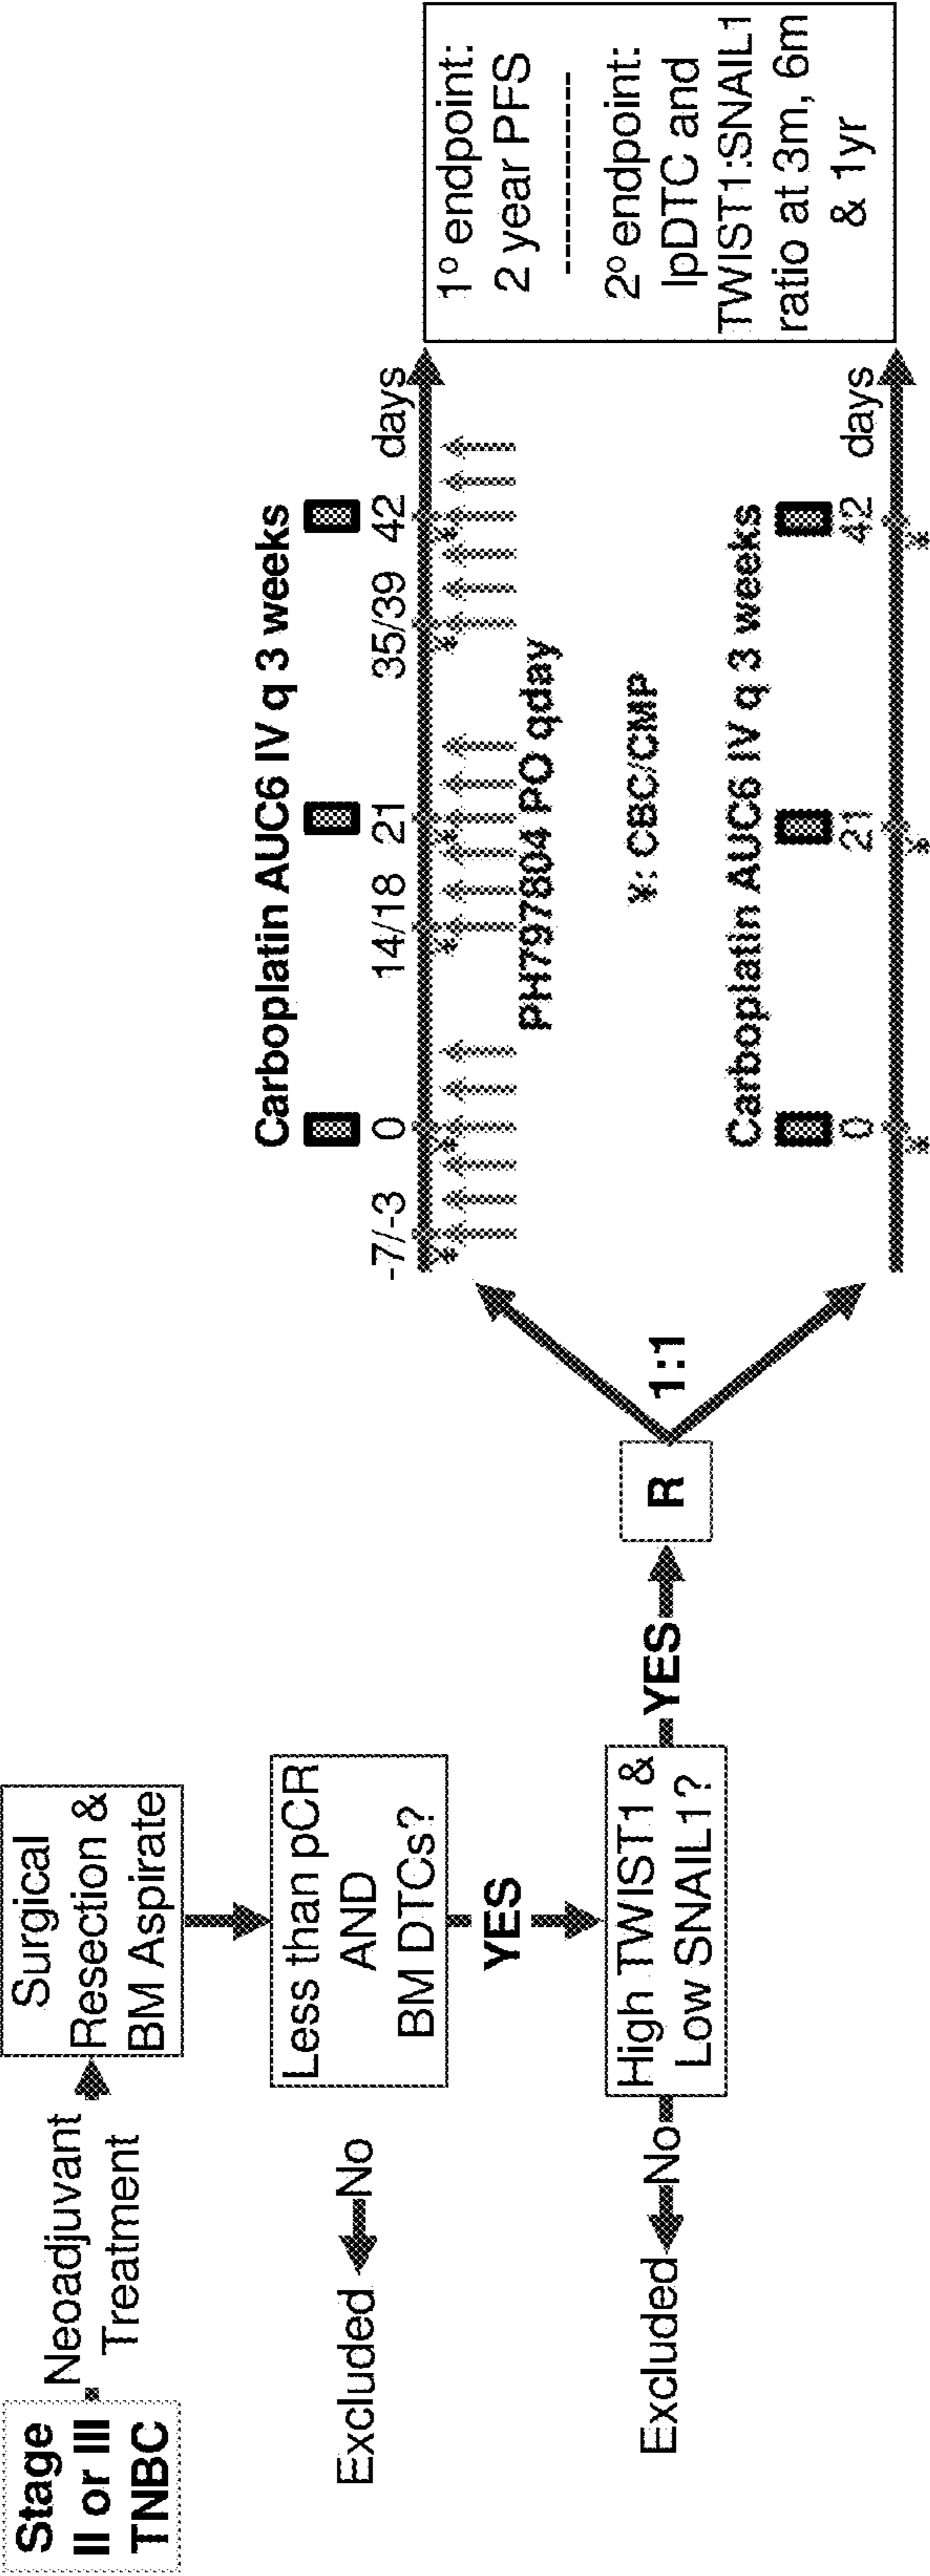 Stage
II or III
TNBC
Neoadjuvant
Treatment
Surgical
Resection &
BM Aspirate
Less than pCR
AND
BM DTCs?
No
Excluded
YES
High TWIST1 &
Low SNAIL1?
No
Excluded
YES
R
1:1
Carboplatin AUC6 IV q 3 weeks
-7/-3 0 14/18 21 35/39 42 days
¥ ¥ ¥ ¥ ¥ ¥
PH797804 PO qday
¥: CBC/CMP
Carboplatin AUC6 IV q 3 weeks
0 21 42 days
¥ ¥ ¥
1º endpoint:
2 year PFS
---------------
2º endpoint:
lpDTC and
TWIST1:SNAIL1
ratio at 3m, 6m
& 1yr